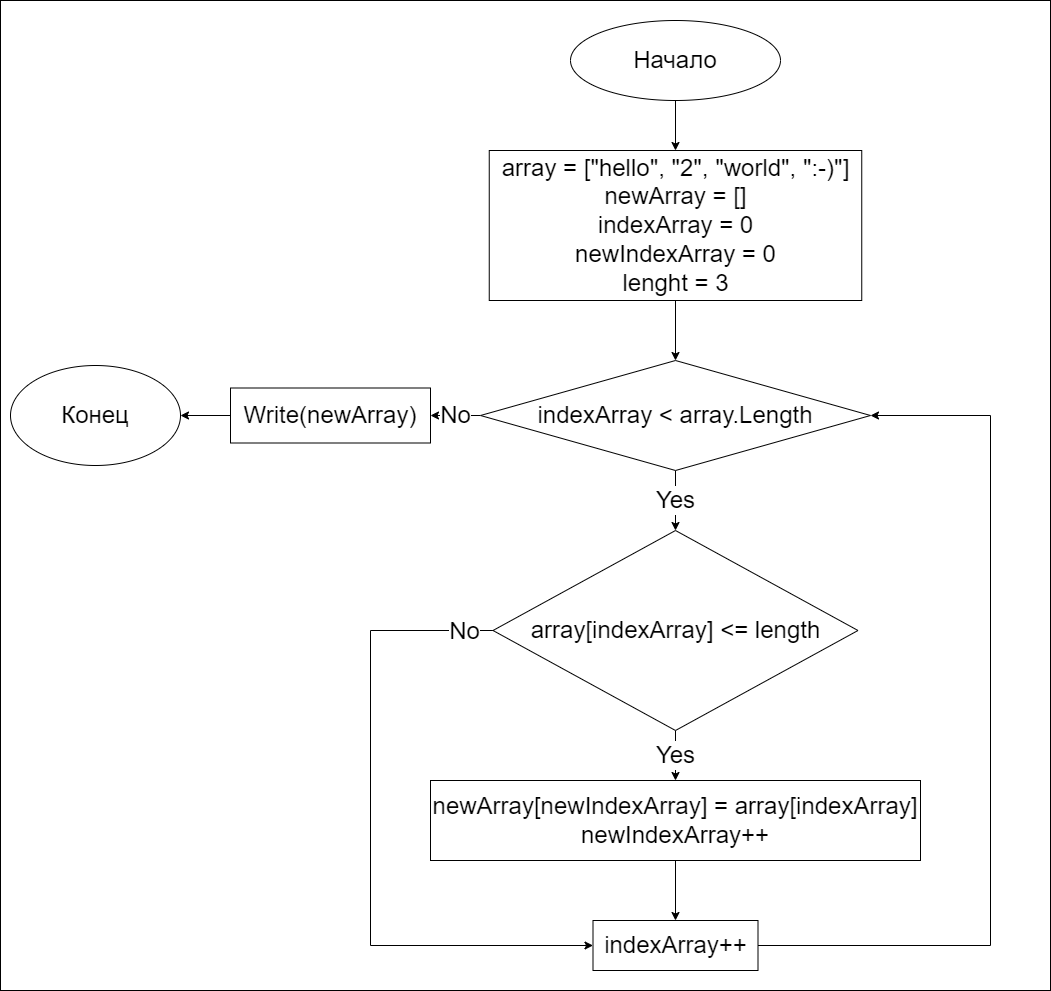 Начало
array = ["hello", "2", "world", ":-)"]
newArray = []
indexArray = 0
newIndexArray = 0
lenght = 3
indexArray < array.Length
No
Write(newArray)
Конец
Yes
array[indexArray] <= length
No
Yes
newArray[newIndexArray] = array[indexArray]
newIndexArray++
indexArray++